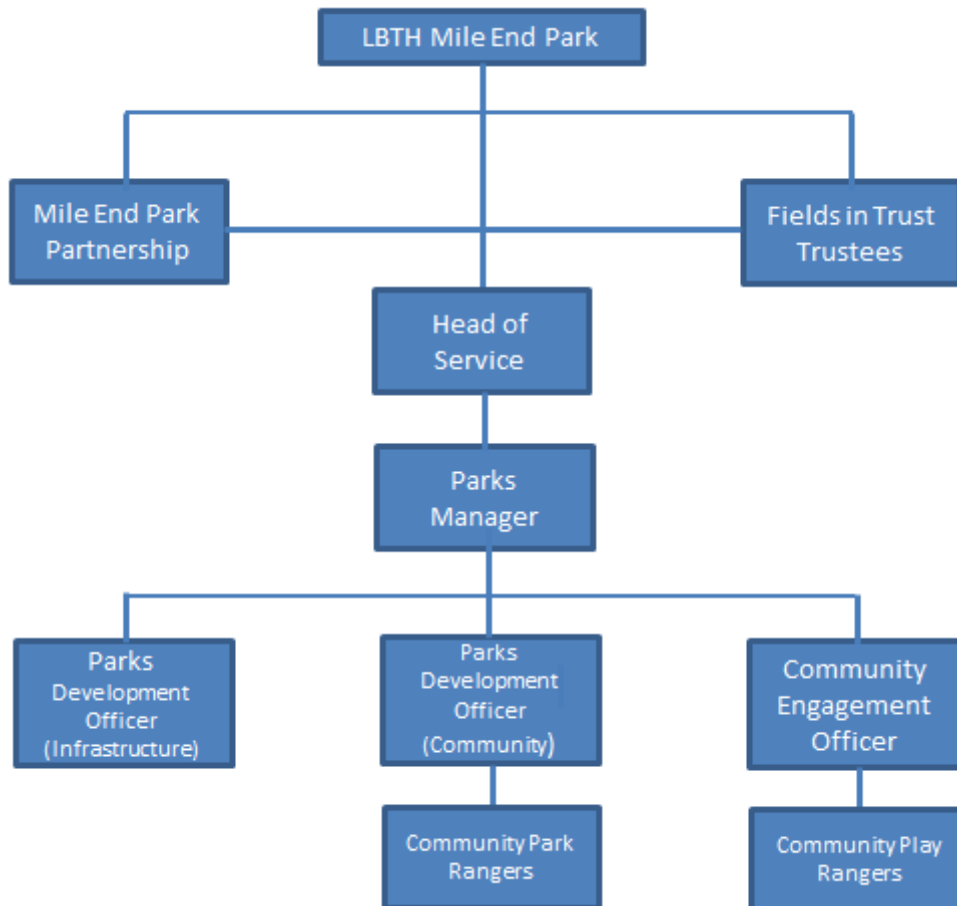 LBTH Mile End Park
Mile End Park
Partnership
Fields in Trust
Trustees
Head of
Service
Parks
Manager
Parks
Development
Officer
(Infrastructure)
Parks
Development
Officer
(Community)
Community
Engagement
Officer
Community Park
Rangers
Community Play
Rangers